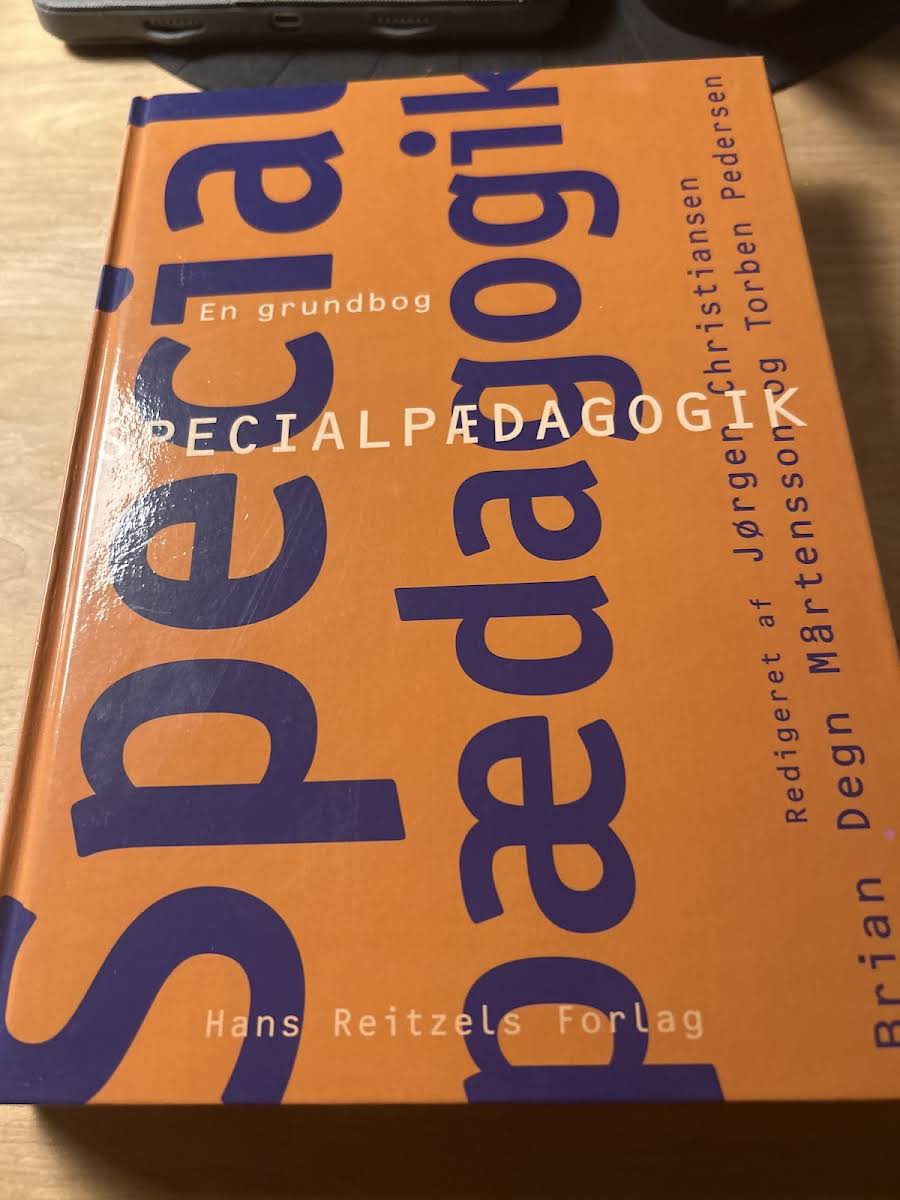 Special
pædagogik
En grundbog
SPECIALPÆDAGOGIK
Redigeret af Jørgen Christiansen
Degn Mårtensson og Torben Pedersen
Brian
Hans Reitzels Forlag